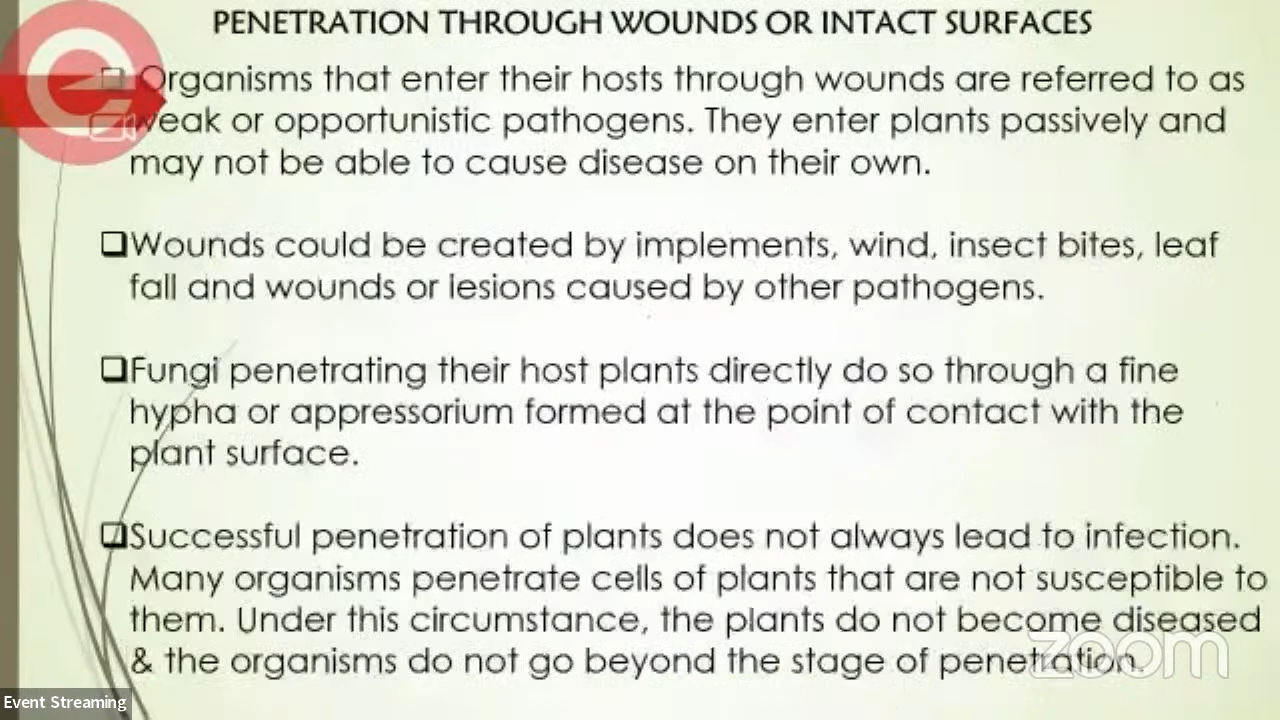 PENETRATION THROUGH WOUNDS OR INTACT SURFACES
Organisms that enter their hosts through wounds are referred to as
weak or opportunistic pathogens. They enter plants passively and
may not be able to cause disease on their own.
Wounds could be created by implements, wind, insect bites, leaf
fall and wounds or lesions caused by other pathogens.
Fungi penetrating their host plants directly do so through a fine
hypha or appressorium formed at the point of contact with the
plant surface.
Successful penetration of plants does not always lead to infection.
Many organisms penetrate cells of plants that are not susceptible to
them. Under this circumstance, the plants do not become diseased
& the organisms do not go beyond the stage of penetration.
zoom
Event Streaming